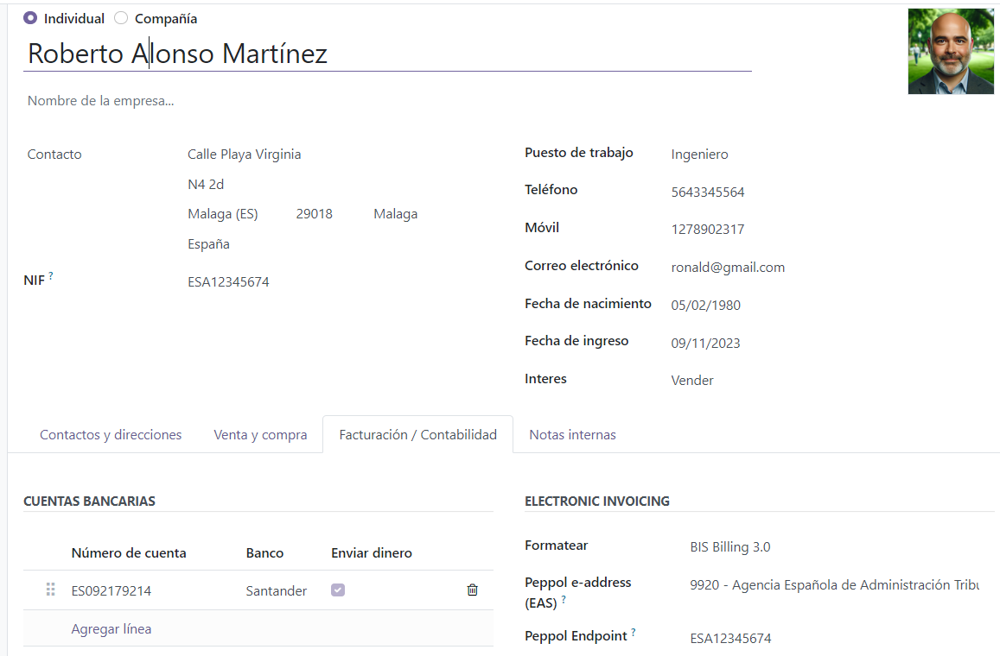 Individual Compañía
Roberto Alonso Martínez
Nombre de la empresa...
Contacto
Calle Playa Virginia
N4 2d
Malaga (ES) 29018 Malaga
España
NIF ?
ESA12345674
Puesto de trabajo Ingeniero
Teléfono 5643345564
Móvil 1278902317
Correo electrónico ronald@gmail.com
Fecha de nacimiento 05/02/1980
Fecha de ingreso 09/11/2023
Interes Vender
Contactos y direcciones Venta y compra Facturación / Contabilidad Notas internas
CUENTAS BANCARIAS
Número de cuenta Banco Enviar dinero
ES092179214 Santander
Agregar línea
ELECTRONIC INVOICING
Formatear BIS Billing 3.0
Peppol e-address
(EAS) ?
9920 - Agencia Española de Administración Tribu
Peppol Endpoint ? ESA12345674